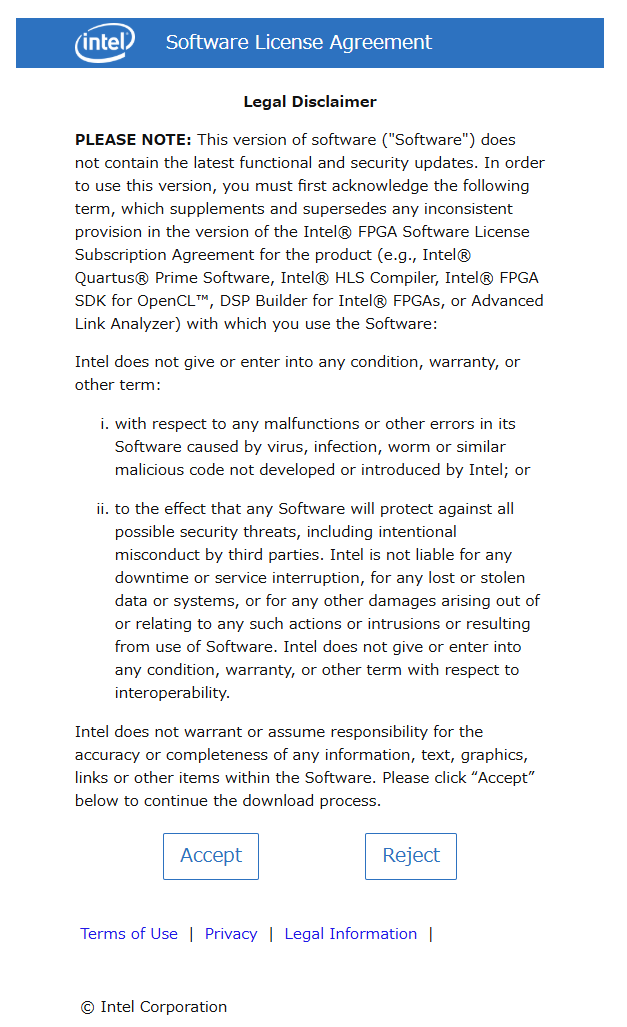 intel
Software License Agreement
Legal Disclaimer
PLEASE NOTE: This version of software ("Software") does
not contain the latest functional and security updates. In order
to use this version, you must first acknowledge the following
term, which supplements and supersedes any inconsistent
provision in the version of the Intel® FPGA Software License
Subscription Agreement for the product (e.g., Intel®
Quartus® Prime Software, Intel® HLS Compiler, Intel® FPGA
SDK for OpenCL™, DSP Builder for Intel® FPGAs, or Advanced
Link Analyzer) with which you use the Software:
Intel does not give or enter into any condition, warranty, or
other term:
i. with respect to any malfunctions or other errors in its
Software caused by virus, infection, worm or similar
malicious code not developed or introduced by Intel; or
ii. to the effect that any Software will protect against all
possible security threats, including intentional
misconduct by third parties. Intel is not liable for any
downtime or service interruption, for any lost or stolen
data or systems, or for any other damages arising out of
or relating to any such actions or intrusions or resulting
from use of Software. Intel does not give or enter into
any condition, warranty, or other term with respect to
interoperability.
Intel does not warrant or assume responsibility for the
accuracy or completeness of any information, text, graphics,
links or other items within the Software. Please click “Accept”
below to continue the download process.
Accept Reject
Terms of Use | Privacy | Legal Information |
© Intel Corporation